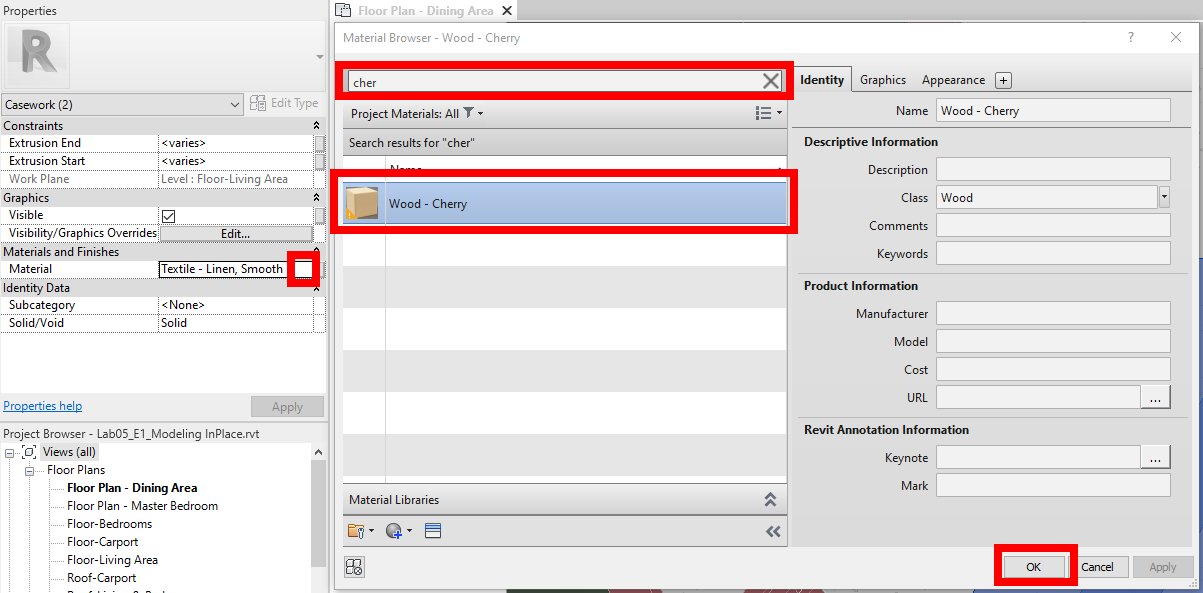 Properties
R
Casework (2)
Edit Type
Constraints
Extrusion End <varies>
Extrusion Start <varies>
Work Plane Level : Floor-Living Area
Graphics
Visible
Visibility/Graphics Overrides Edit...
Materials and Finishes
Material Textile - Linen, Smooth
Identity Data
Subcategory <None>
Solid/Void Solid
Properties help
Apply
Project Browser - Lab05_E1_Modeling InPlace.rvt
Views (all)
Floor Plans
Floor Plan - Dining Area
Floor Plan - Master Bedroom
Floor-Bedrooms
Floor-Carport
Floor-Living Area
Roof-Carport
Floor Plan - Dining Area
Material Browser - Wood - Cherry
?
cher
Project Materials: All
Search results for "cher"
Name
Wood - Cherry
Material Libraries
Identity Graphics Appearance +
Name Wood - Cherry
Descriptive Information
Description
Class Wood
Comments
Keywords
Product Information
Manufacturer
Model
Cost
URL ...
Revit Annotation Information
Keynote ...
Mark
OK Cancel Apply